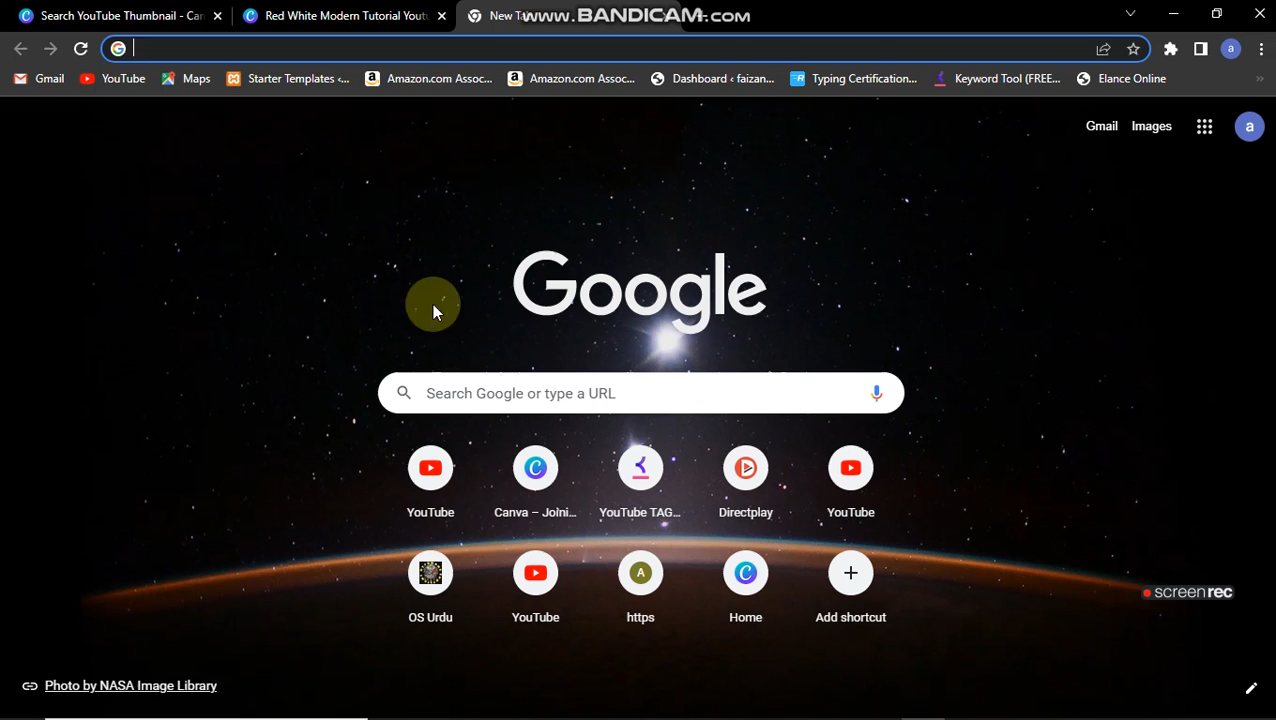 Search YouTube Thumbnail - Can
Red White Modern Tutorial Youtu
New Ta
WWW.BANDICAM.COM
Gmail
YouTube
Maps
Starter Templates ‹...
Amazon.com Assoc...
Amazon.com Assoc...
Dashboard ‹ faizan...
Typing Certification...
Keyword Tool (FREE...
Elance Online
»
a
Gmail
Images
a
Google
Search Google or type a URL
YouTube
Canva – Joini...
YouTube TAG...
Directplay
YouTube
OS Urdu
YouTube
A
https
Home
Add shortcut
screenrec
Photo by NASA Image Library